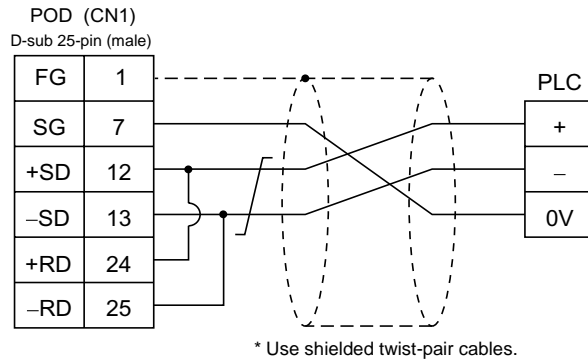 POD (CN1)
D-sub 25-pin (male)
FG 1
PLC
SG 7
+
+SD 12
–
–SD 13
0V
+RD 24
–RD 25
* Use shielded twist-pair cables.